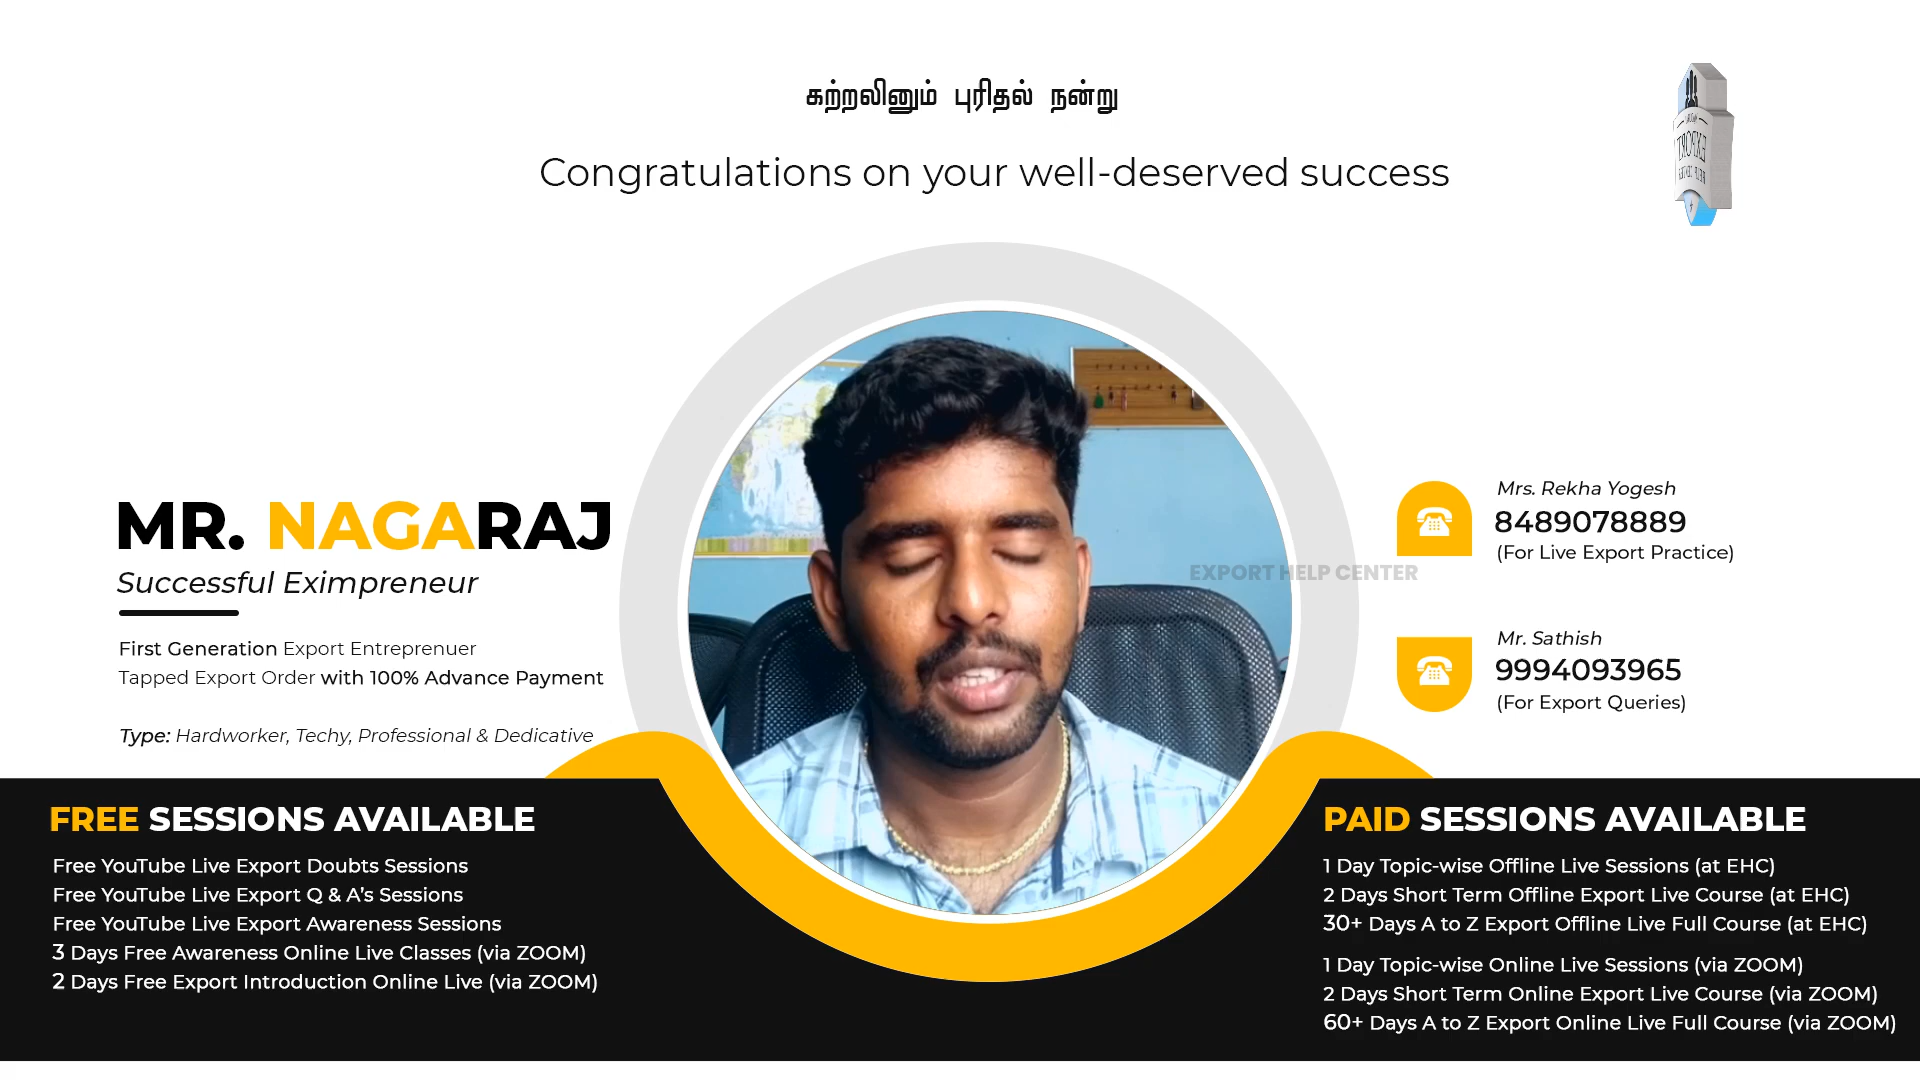 கற்றலினும் புரிதல் நன்று
Congratulations on your well-deserved success
EXPORT
MR. NAGARAJ
Successful Eximpreneur
First Generation Export Entreprenuer
Tapped Export Order with 100% Advance Payment
Type: Hardworker, Techy, Professional & Dedicative
EXPORT HELP CENTER
Mrs. Rekha Yogesh
8489078889
(For Live Export Practice)
Mr. Sathish
9994093965
(For Export Queries)
FREE SESSIONS AVAILABLE
Free YouTube Live Export Doubts Sessions
Free YouTube Live Export Q & A's Sessions
Free YouTube Live Export Awareness Sessions
3 Days Free Awareness Online Live Classes (via ZOOM)
2 Days Free Export Introduction Online Live (via ZOOM)
PAID SESSIONS AVAILABLE
1 Day Topic-wise Offline Live Sessions (at EHC)
2 Days Short Term Offline Export Live Course (at EHC)
30+ Days A to Z Export Offline Live Full Course (at EHC)
1 Day Topic-wise Online Live Sessions (via ZOOM)
2 Days Short Term Online Export Live Course (via ZOOM)
60+ Days A to Z Export Online Live Full Course (via ZOOM)